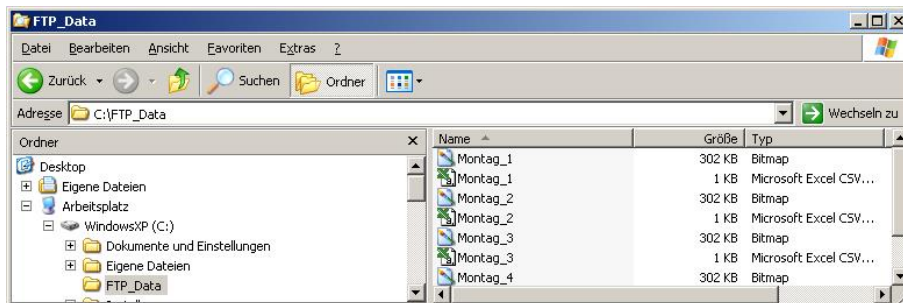 FTP_Data
Datei Bearbeiten Ansicht Favoriten Extras ?
Zurück Suchen Ordner
Adresse C:\FTP_Data Wechseln zu
Ordner
Desktop
Eigene Dateien
Arbeitsplatz
WindowsXP (C:)
Dokumente und Einstellungen
Eigene Dateien
FTP_Data
Name Größe Typ
Montag_1 302 KB Bitmap
Montag_1 1 KB Microsoft Excel CSV...
Montag_2 302 KB Bitmap
Montag_2 1 KB Microsoft Excel CSV...
Montag_3 302 KB Bitmap
Montag_3 1 KB Microsoft Excel CSV...
Montag_4 302 KB Bitmap